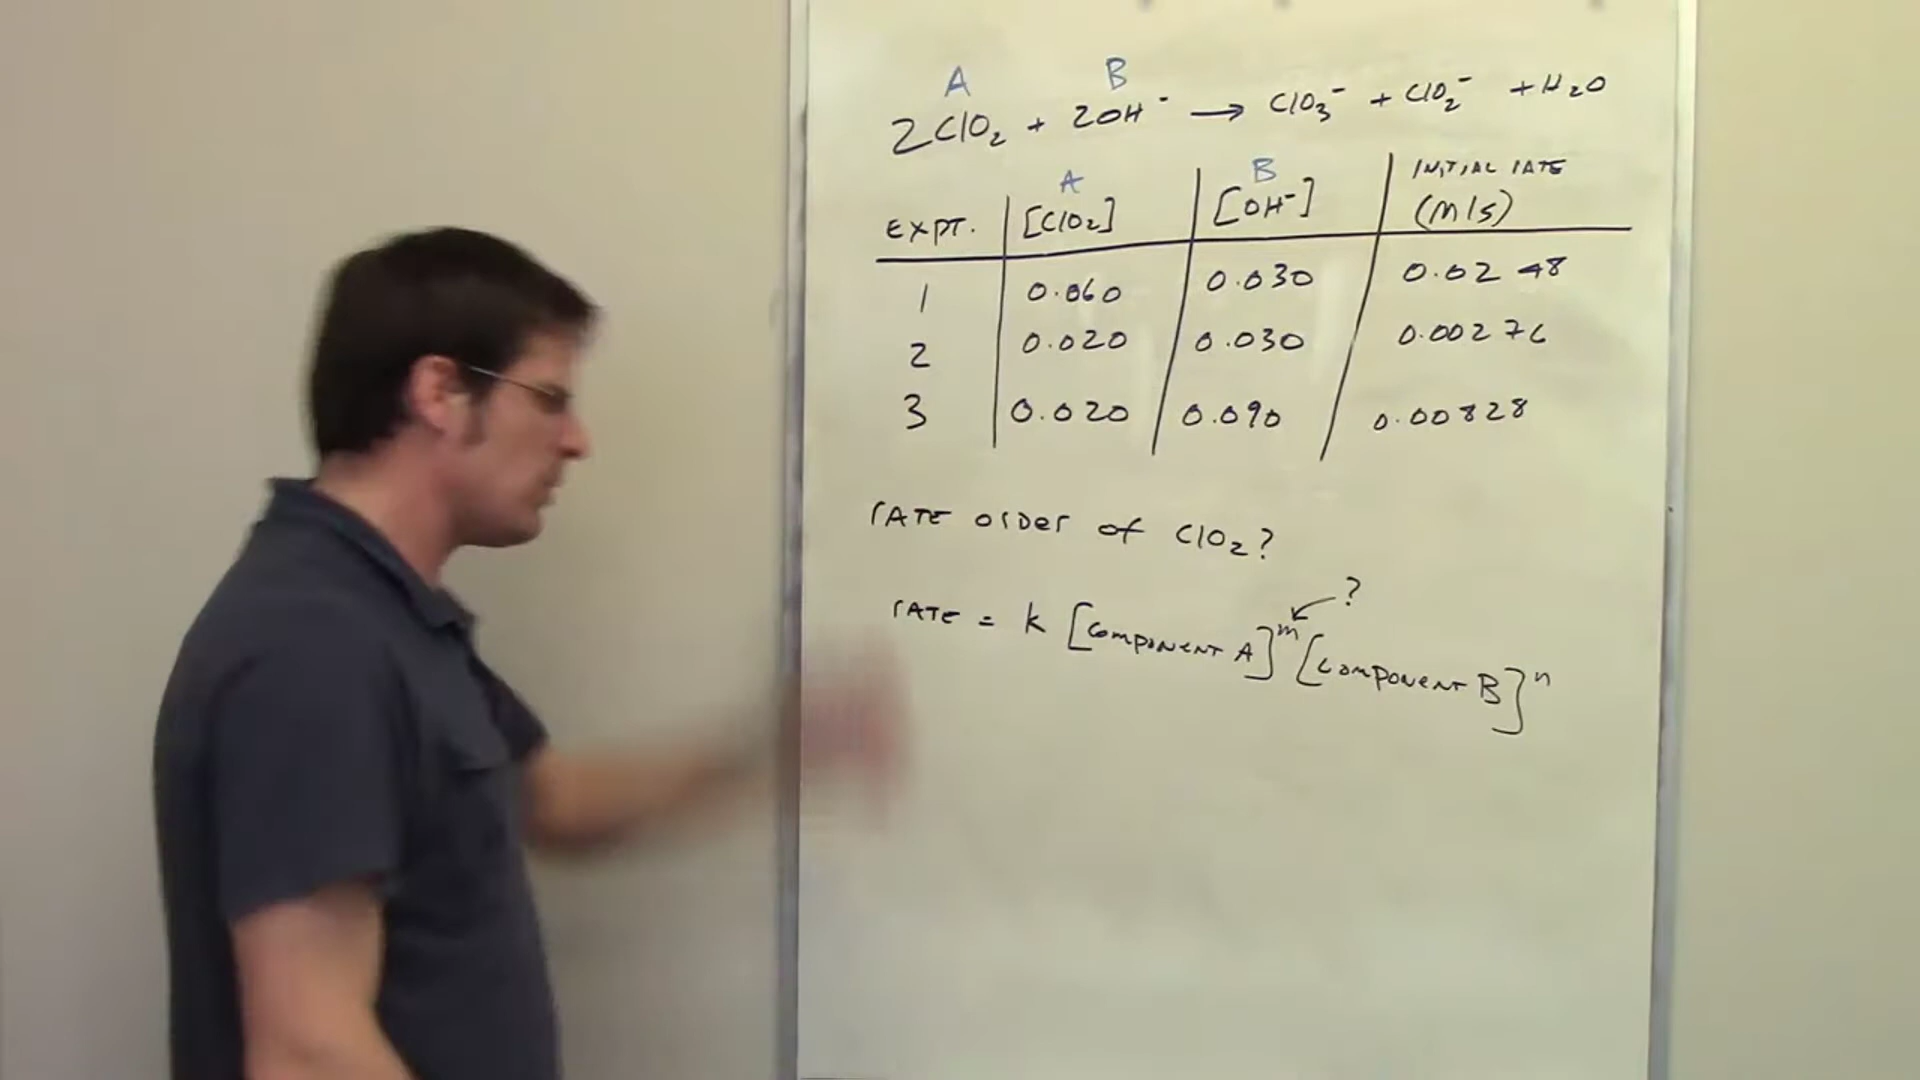 A B
2ClO₂ + 2OH⁻ → ClO₃⁻ + ClO₂⁻ + H₂O
A B INITIAL RATE
EXPT. [ClO₂] [OH⁻] (M/s)
1 0.060 0.030 0.0248
2 0.020 0.030 0.00276
3 0.020 0.090 0.00828
RATE ORDER OF ClO₂?
?
RATE = k [COMPONENT A]ᵐ [COMPONENT B]ⁿ